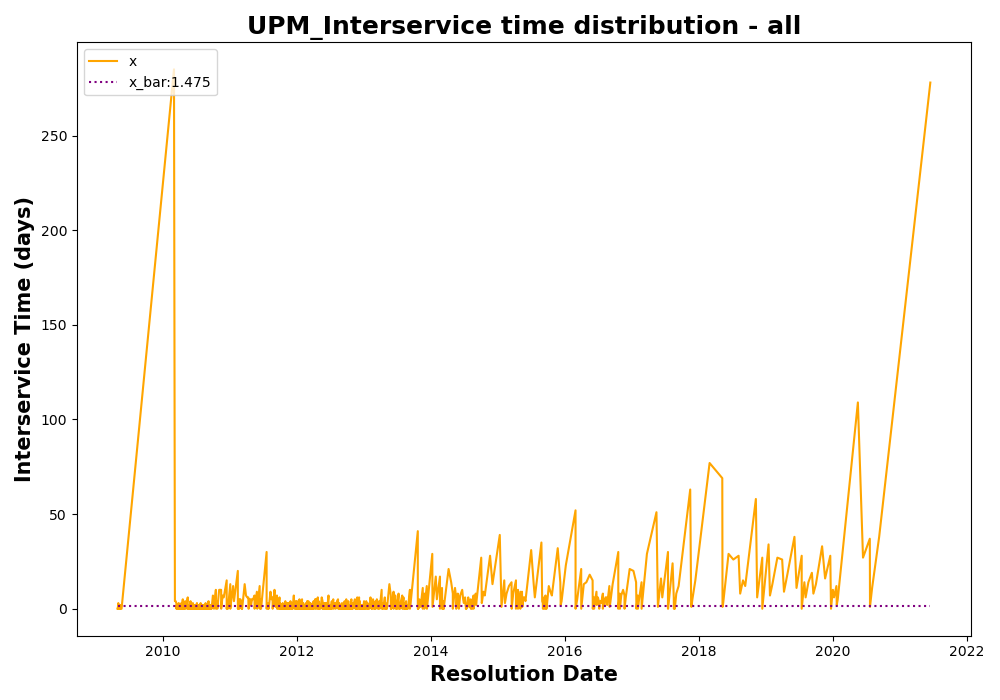 UPM_Interservice time distribution - all
x
x_bar:1.475
Interservice Time (days)
250
200
150
100
50
0
2010 2012 2014 2016 2018 2020 2022
Resolution Date